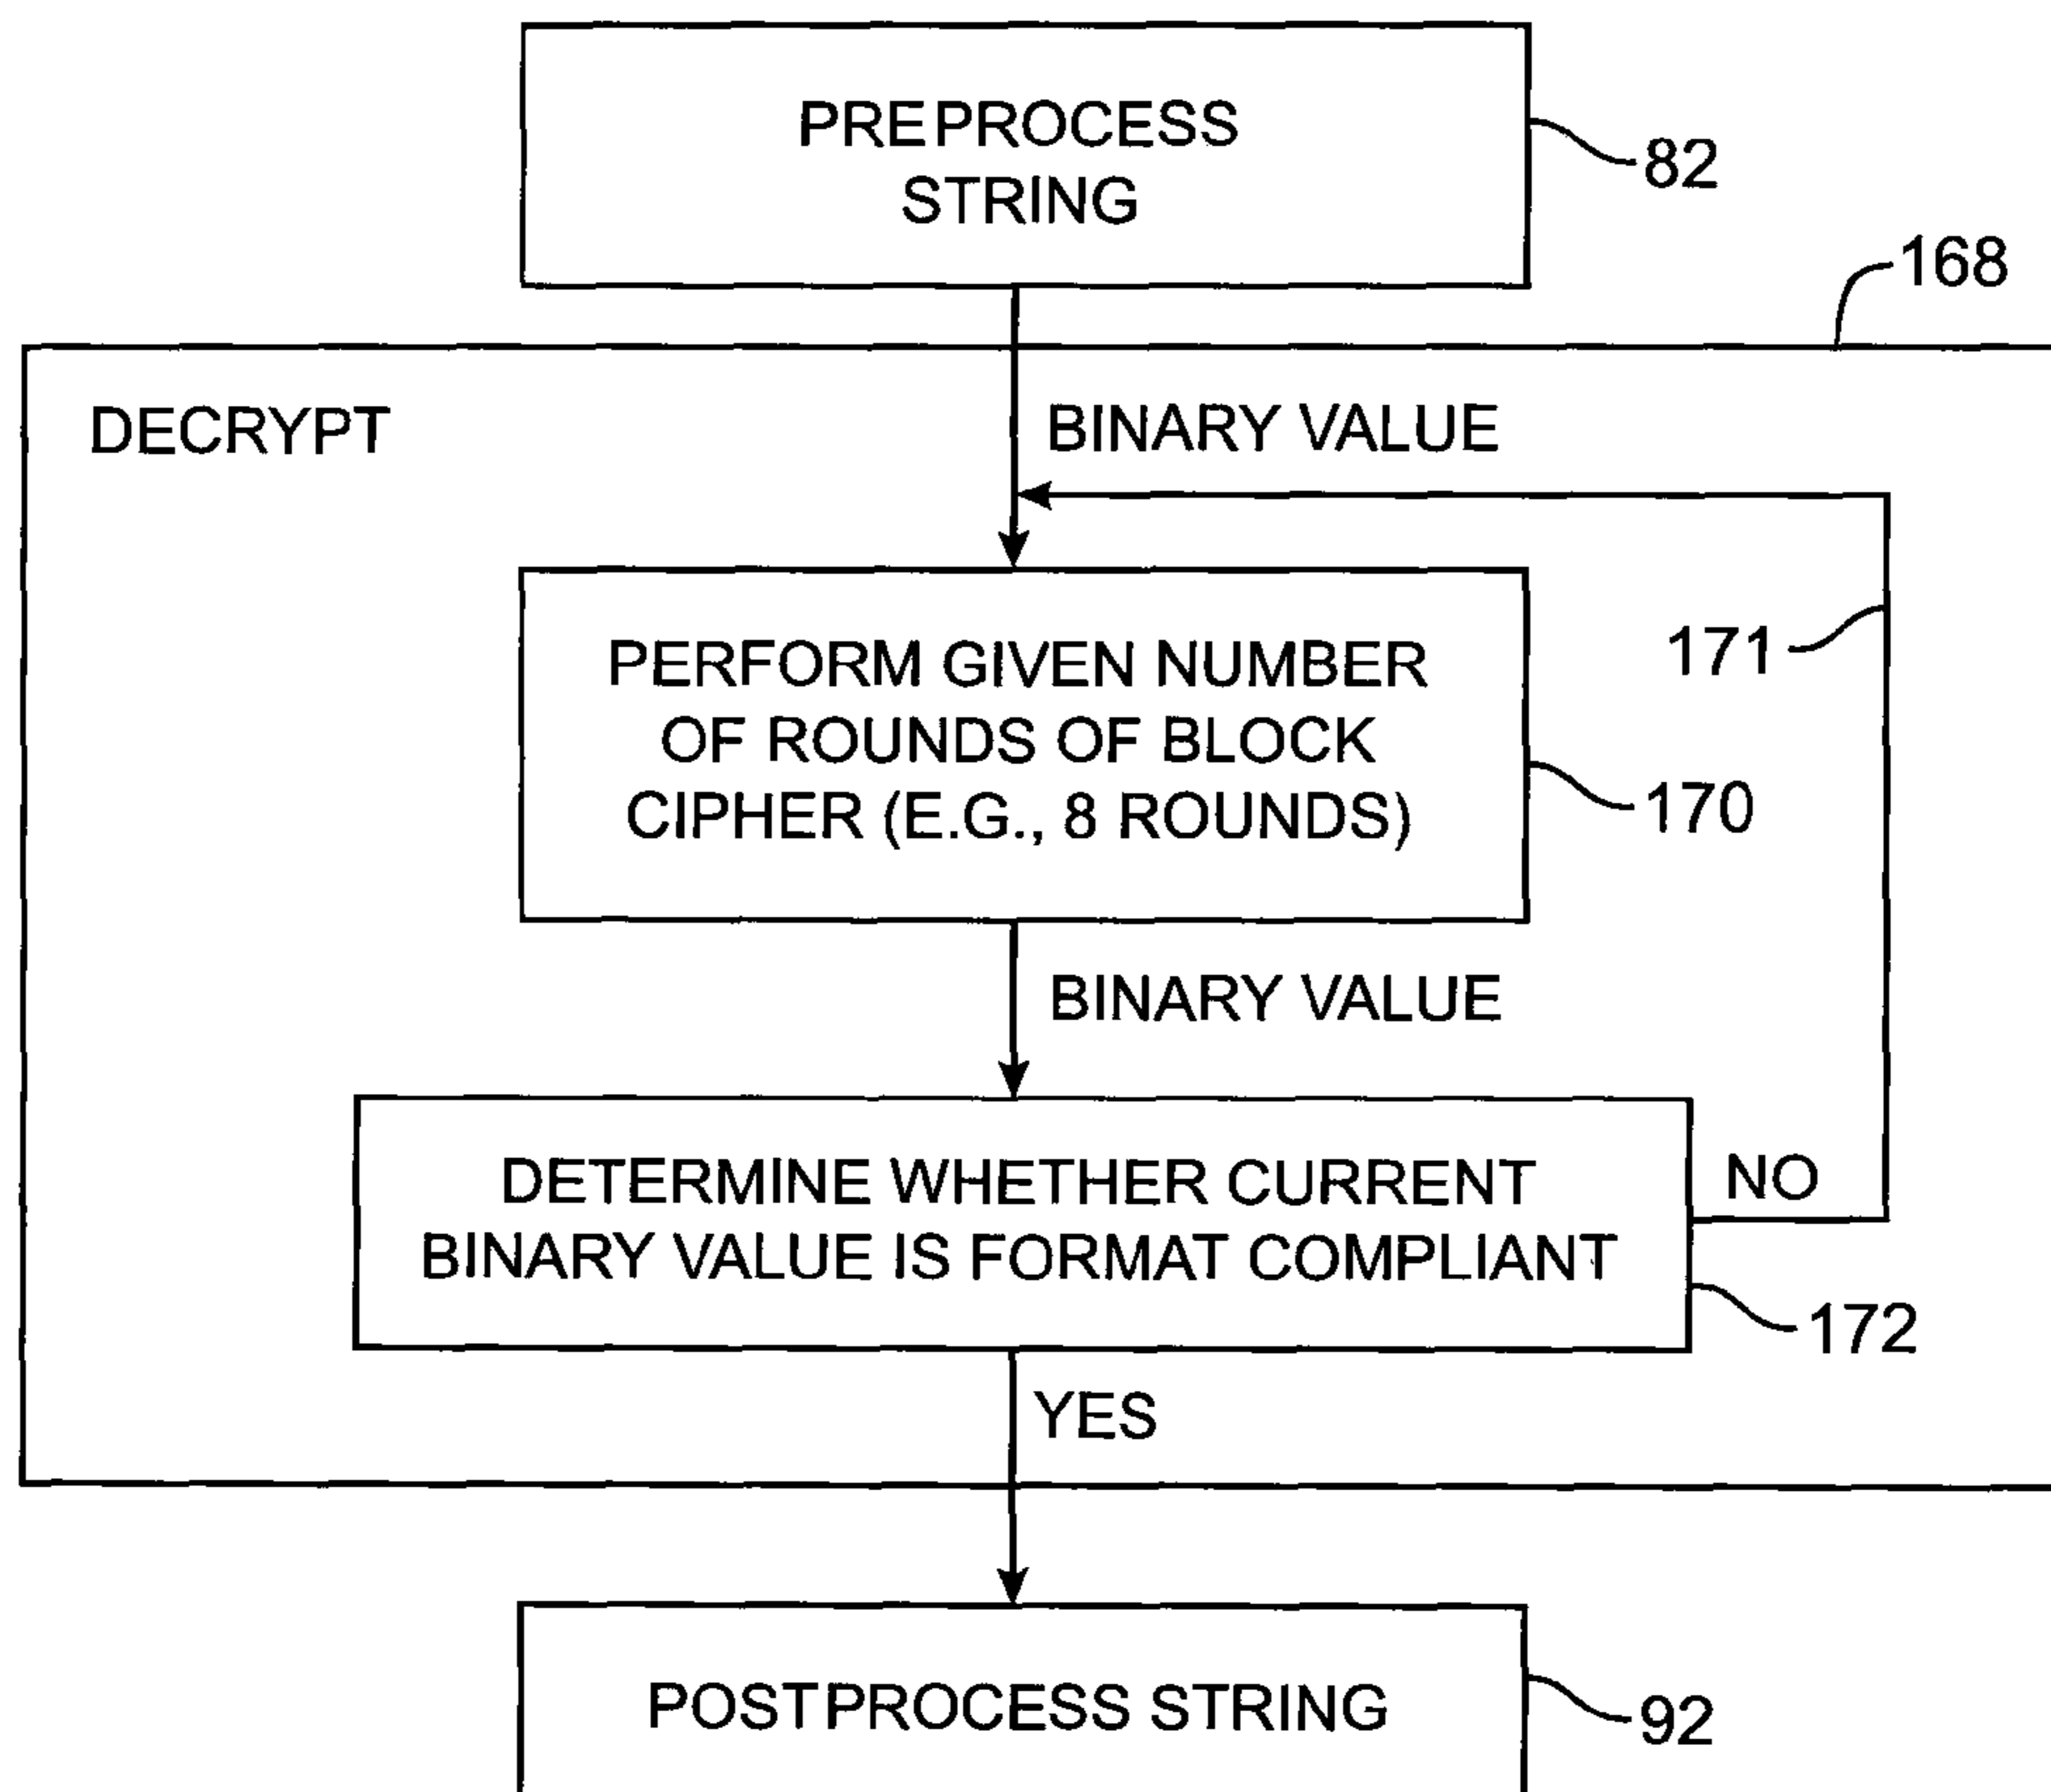 PREPROCESS
STRING
82
168
DECRYPT
BINARY VALUE
PERFORM GIVEN NUMBER
OF ROUNDS OF BLOCK
CIPHER (E.G., 8 ROUNDS)
171
170
BINARY VALUE
DETERMINE WHETHER CURRENT
BINARY VALUE IS FORMAT COMPLIANT
NO
172
YES
POSTPROCESS STRING
92